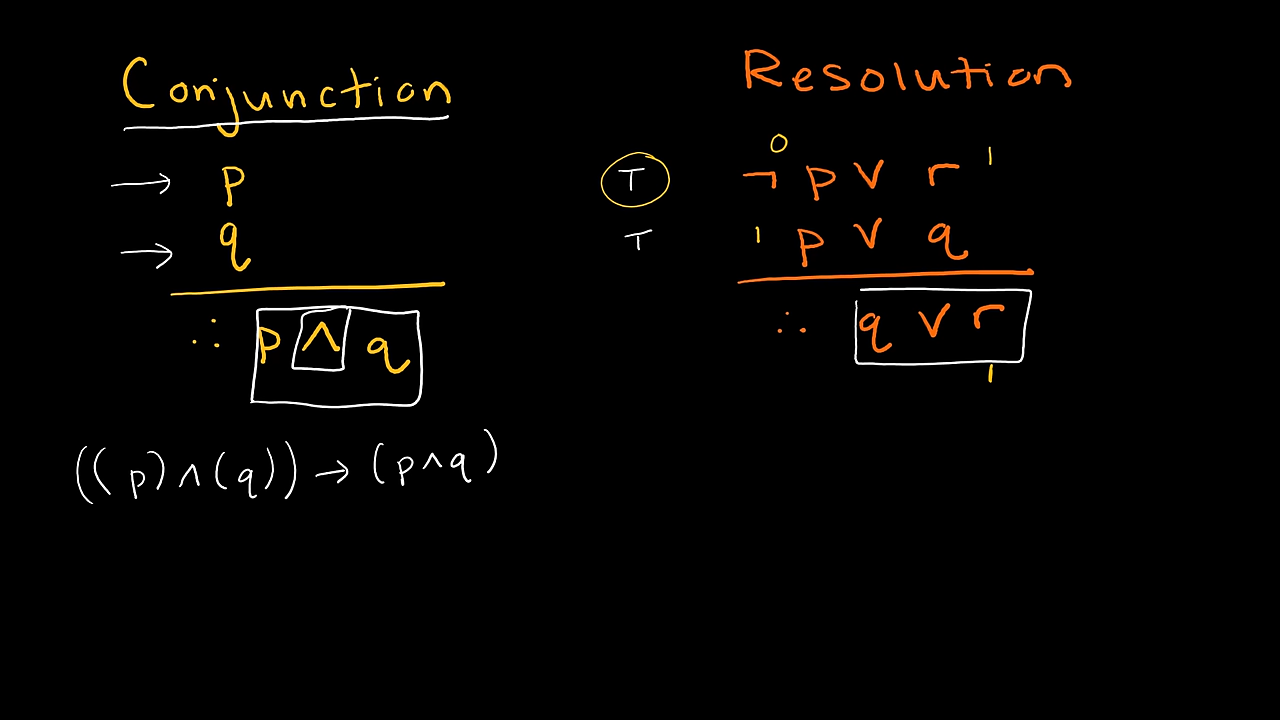 Conjunction
→ p
→ q
∴ p ∧ q
((p) ∧ (q)) → (p ∧ q)
Resolution
0
T ¬ p ∨ r 1
T 1 p ∨ q
∴ q ∨ r
1